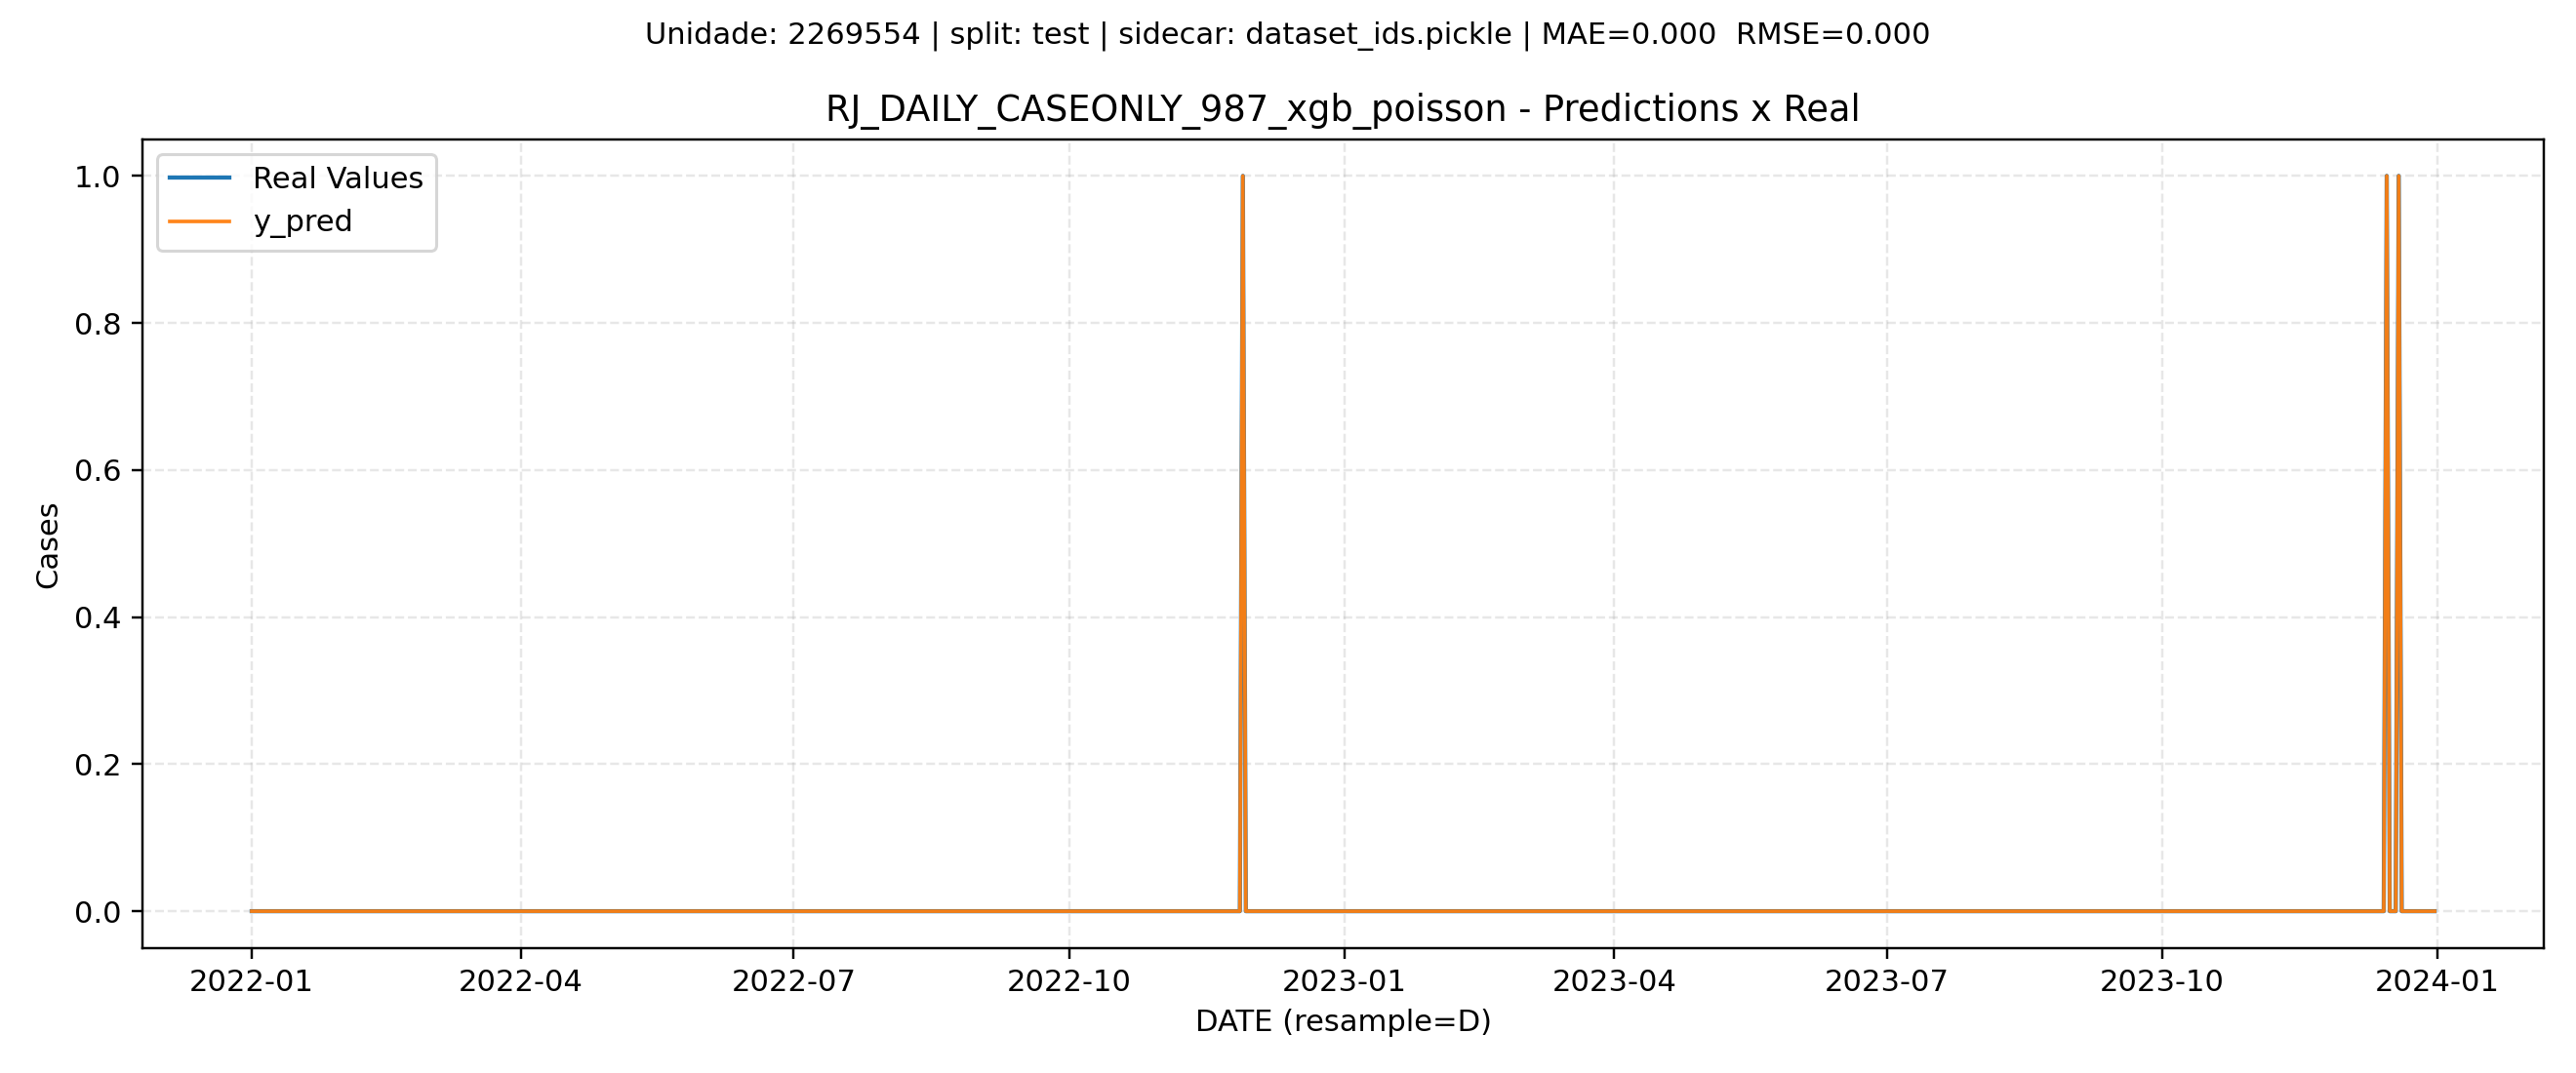 Unidade: 2269554 | split: test | sidecar: dataset_ids.pickle | MAE=0.000  RMSE=0.000
RJ_DAILY_CASEONLY_987_xgb_poisson - Predictions x Real
Real Values
y_pred
1.0
0.8
0.6
0.4
0.2
0.0
Cases
2022-01 2022-04 2022-07 2022-10 2023-01 2023-04 2023-07 2023-10 2024-01
DATE (resample=D)